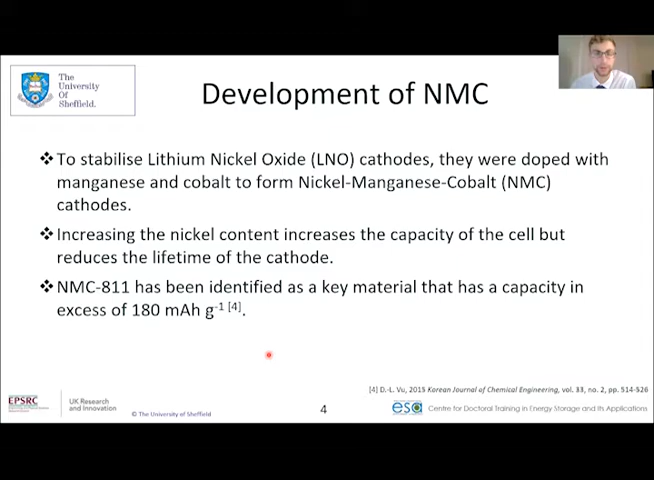 The
University
Of
Sheffield.
Development of NMC
❖To stabilise Lithium Nickel Oxide (LNO) cathodes, they were doped with
manganese and cobalt to form Nickel-Manganese-Cobalt (NMC)
cathodes.
❖Increasing the nickel content increases the capacity of the cell but
reduces the lifetime of the cathode.
❖NMC-811 has been identified as a key material that has a capacity in
excess of 180 mAh g-1 [4].
[4] D.-L. Vu, 2015 Korean Journal of Chemical Engineering, vol. 33, no. 2, pp. 514-526
EPSRC
UK Research
and Innovation
© The University of Sheffield
4
esa
Centre for Doctoral Training in Energy Storage and its Applications